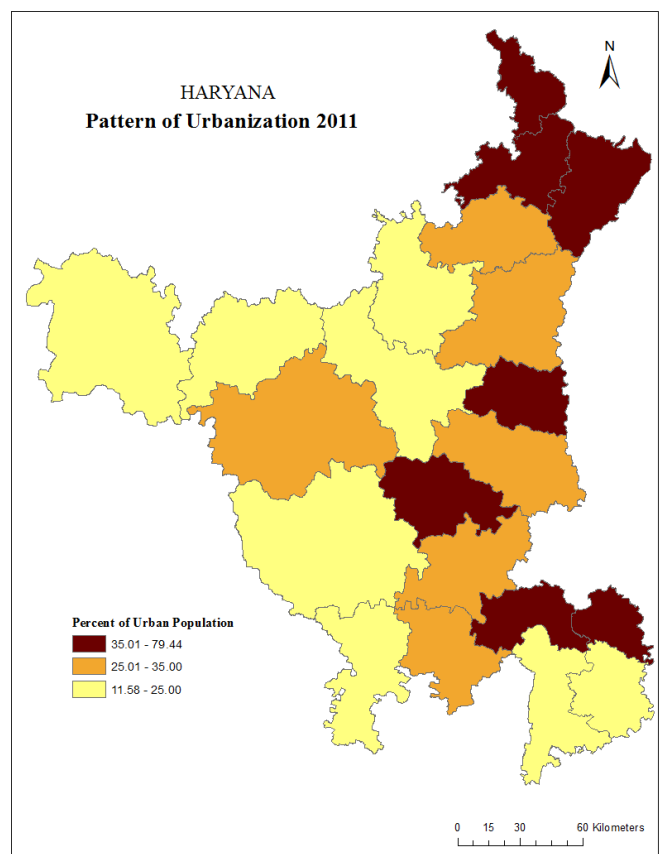 HARYANA
Pattern of Urbanization 2011
N
Percent of Urban Population
35.01 - 79.44
25.01 - 35.00
11.58 - 25.00
0 15 30 60 Kilometers